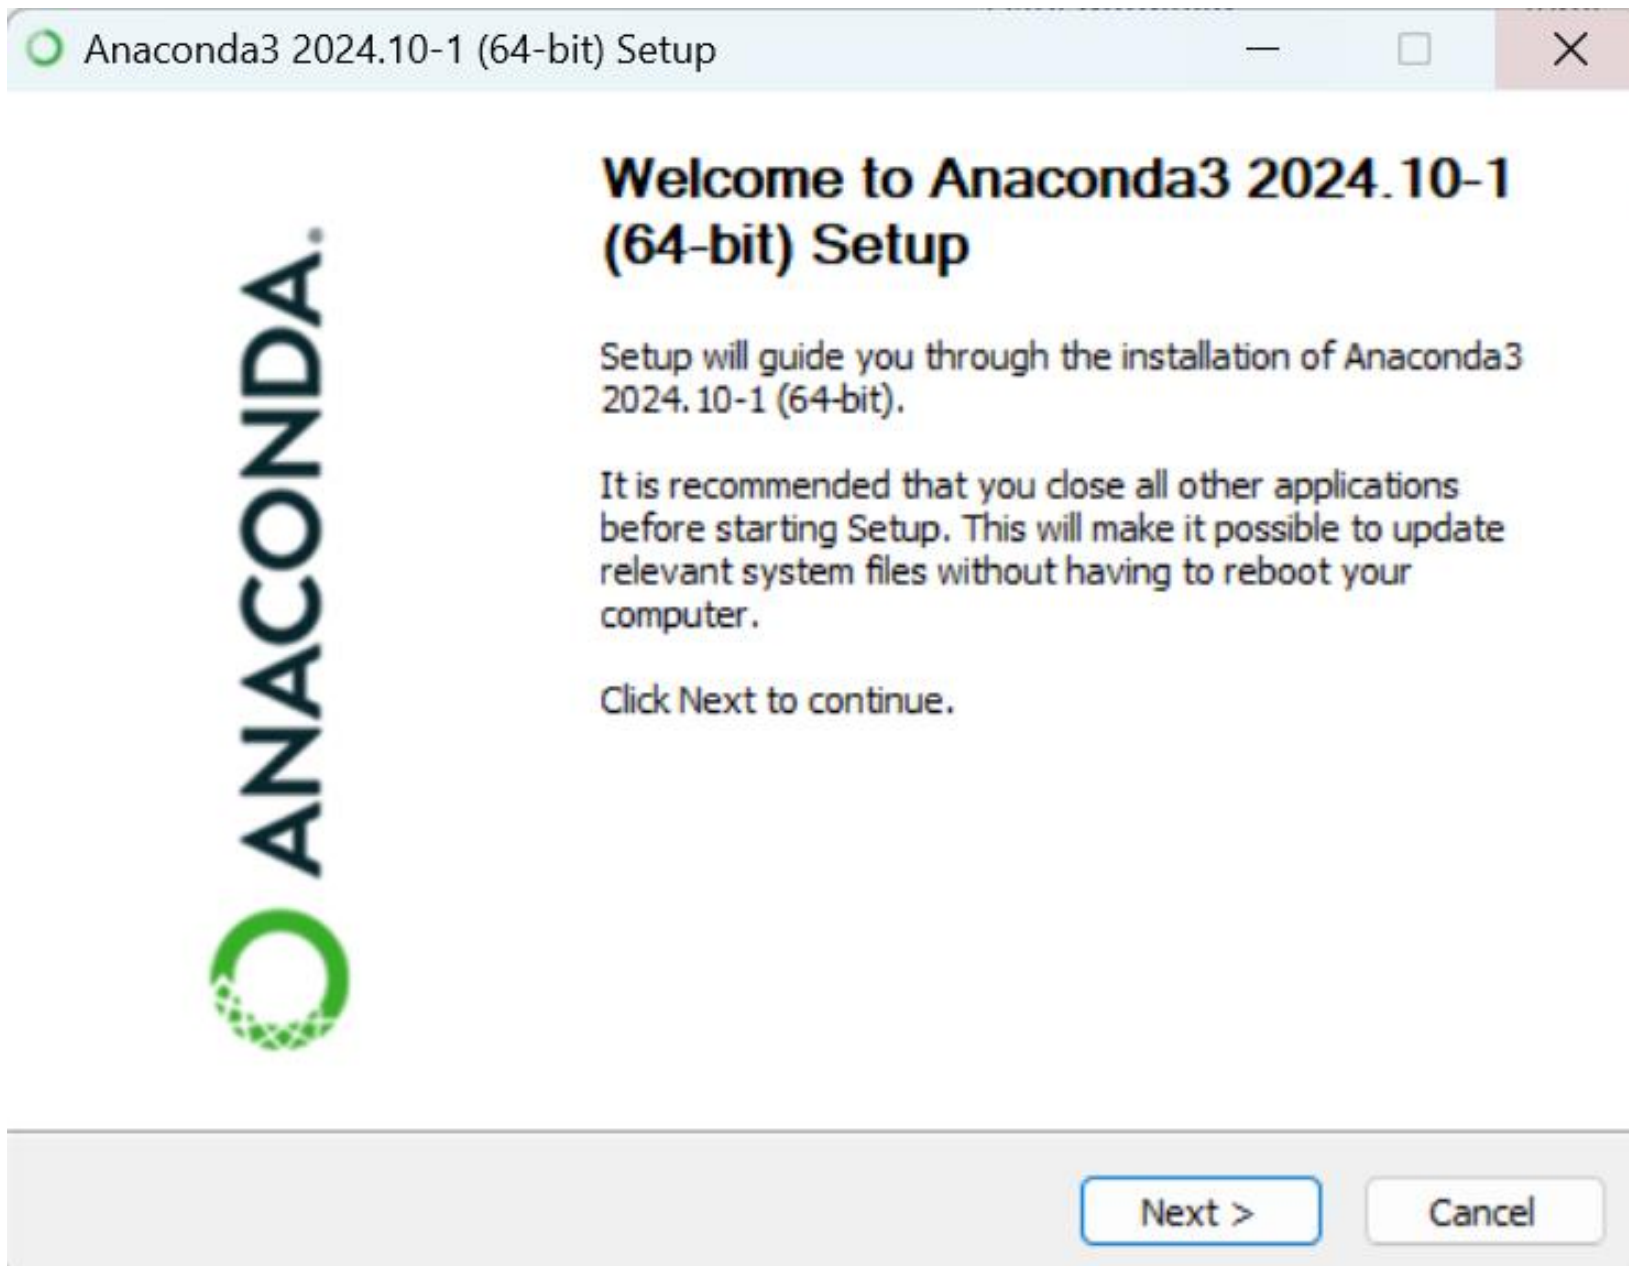 Anaconda3 2024.10-1 (64-bit) Setup
Welcome to Anaconda3 2024.10-1
(64-bit) Setup
Setup will guide you through the installation of Anaconda3
2024.10-1 (64-bit).
It is recommended that you close all other applications
before starting Setup. This will make it possible to update
relevant system files without having to reboot your
computer.
Click Next to continue.
ANACONDA.
Next >
Cancel